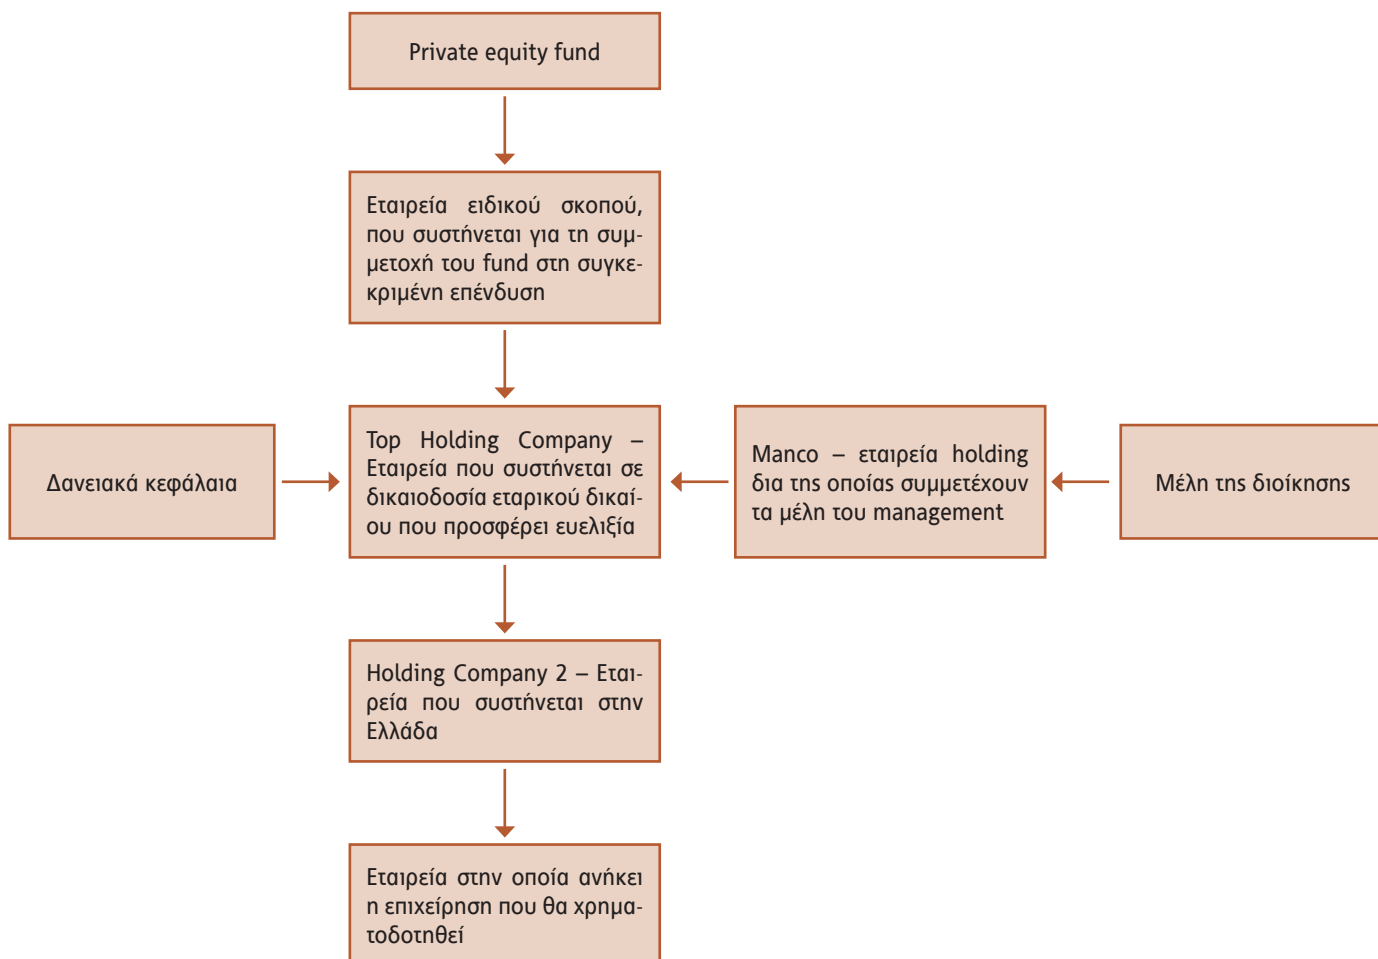 Private equity fund
Εταιρεία ειδικού σκοπού,
που συστήνεται για τη συμ-
μετοχή του fund στη συγκε-
κριμένη επένδυση
Δανειακά κεφάλαια
Top Holding Company –
Εταιρεία που συστήνεται σε
δικαιοδοσία εταρικού δικαί-
ου που προσφέρει ευελιξία
Manco – εταιρεία holding
δια της οποίας συμμετέχουν
τα μέλη του management
Μέλη της διοίκησης
Holding Company 2 – Εται-
ρεία που συστήνεται στην
Ελλάδα
Εταιρεία στην οποία ανήκει
η επιχείρηση που θα χρημα-
τοδοτηθεί